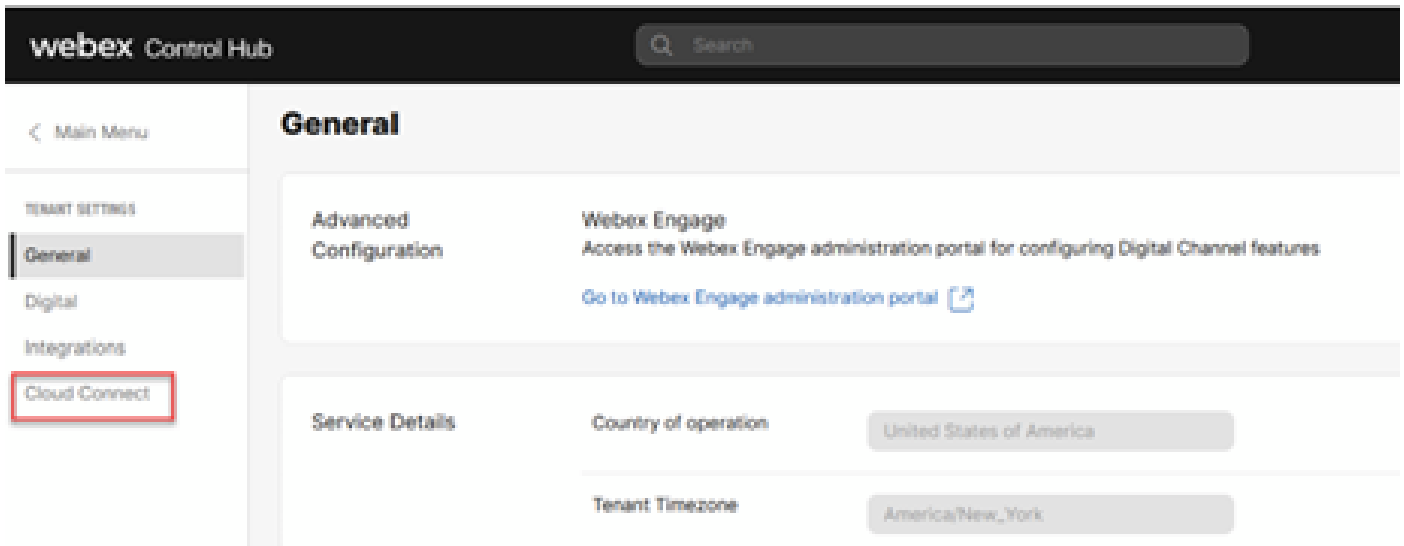 webex Control Hub
Search
Main Menu
TENANT SETTINGS
General
Digital
Integrations
Cloud Connect
General
Advanced
Configuration
Webex Engage
Access the Webex Engage administration portal for configuring Digital Channel features
Go to Webex Engage administration portal
Service Details
Country of operation
United States of America
Tenant Timezone
America/New_York